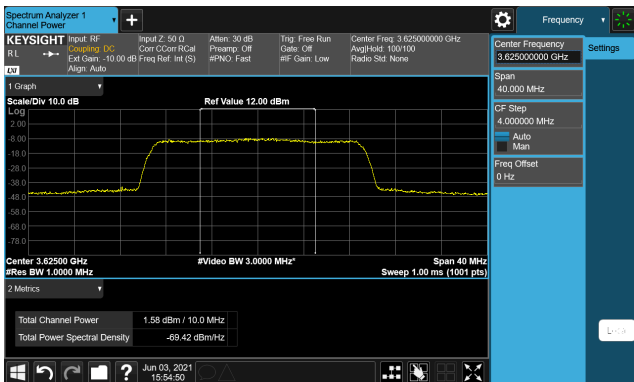 Spectrum Analyzer 1
Channel Power
Frequency
KEYSIGHT
RL
LXI
Input: RF
Coupling: DC
Ext Gain: -10.00 dB
Align: Auto
Input Z: 50 Ω
Corr CCorr RCal
Freq Ref: Int (S)
Atten: 30 dB
Preamp: Off
#PNO: Fast
Trig: Free Run
Gate: Off
#IF Gain: Low
Center Freq: 3.625000000 GHz
Avg|Hold: 100/100
Radio Std: None
Center Frequency
3.625000000 GHz
Settings
Span
40.000 MHz
CF Step
4.000000 MHz
Auto
Man
Freq Offset
0 Hz
1 Graph
Scale/Div 10.0 dB
Ref Value 12.00 dBm
Log
2.00
-8.00
-18.0
-28.0
-38.0
-48.0
-58.0
-68.0
-78.0
Center 3.62500 GHz
#Video BW 3.0000 MHz*
Span 40 MHz
#Res BW 1.0000 MHz
Sweep 1.00 ms (1001 pts)
2 Metrics
Total Channel Power
1.58 dBm / 10.0 MHz
Total Power Spectral Density
-69.42 dBm/Hz
?
Jun 03, 2021
15:54:50